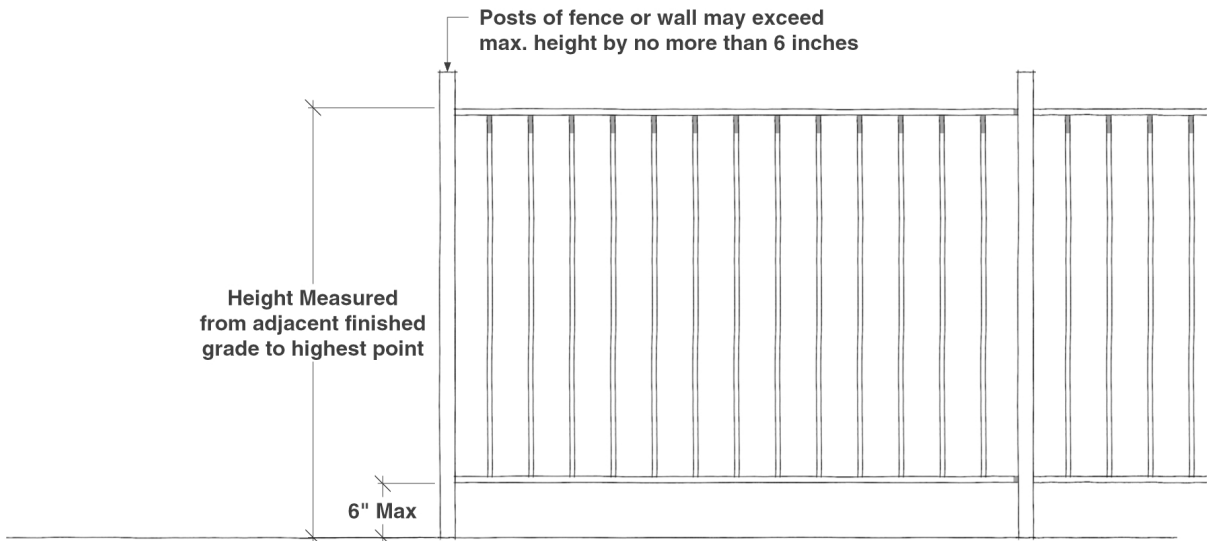 Posts of fence or wall may exceed
max. height by no more than 6 inches
Height Measured
from adjacent finished
grade to highest point
6" Max